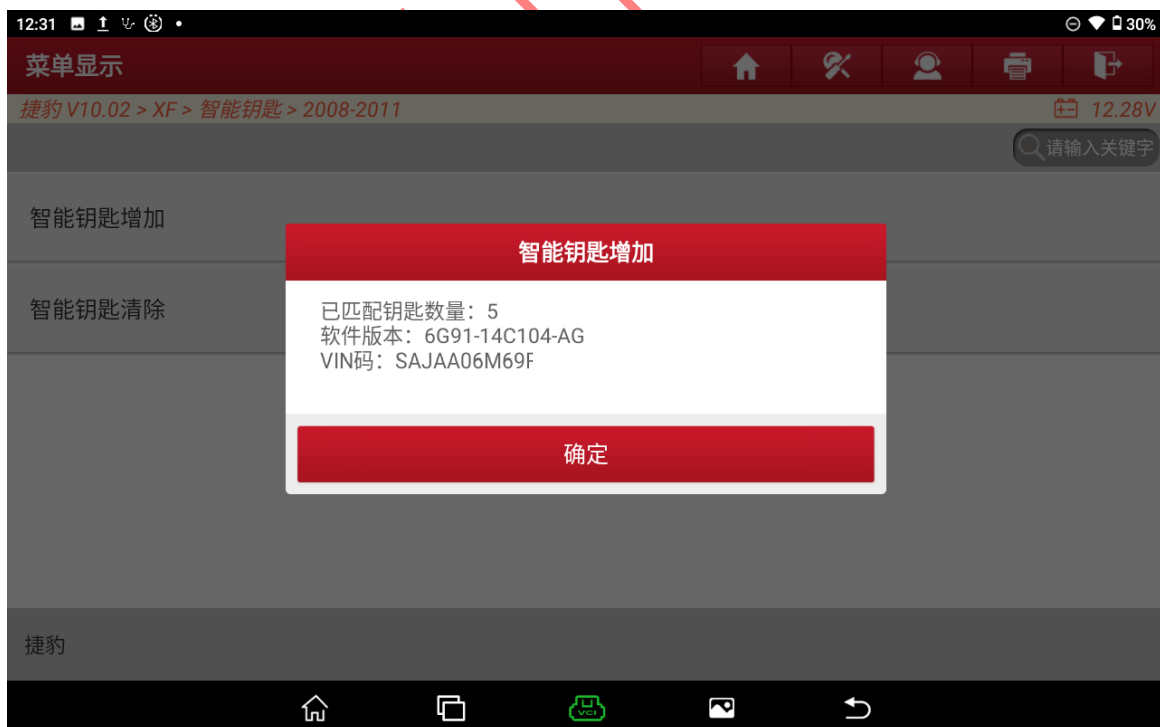 12:31
30%
菜单显示
捷豹 V10.02 > XF > 智能钥匙 > 2008-2011
12.28V
请输入关键字
智能钥匙增加
智能钥匙清除
智能钥匙增加
已匹配钥匙数量：5
软件版本：6G91-14C104-AG
VIN码：SAJAA06M69F
确定
捷豹
VCI